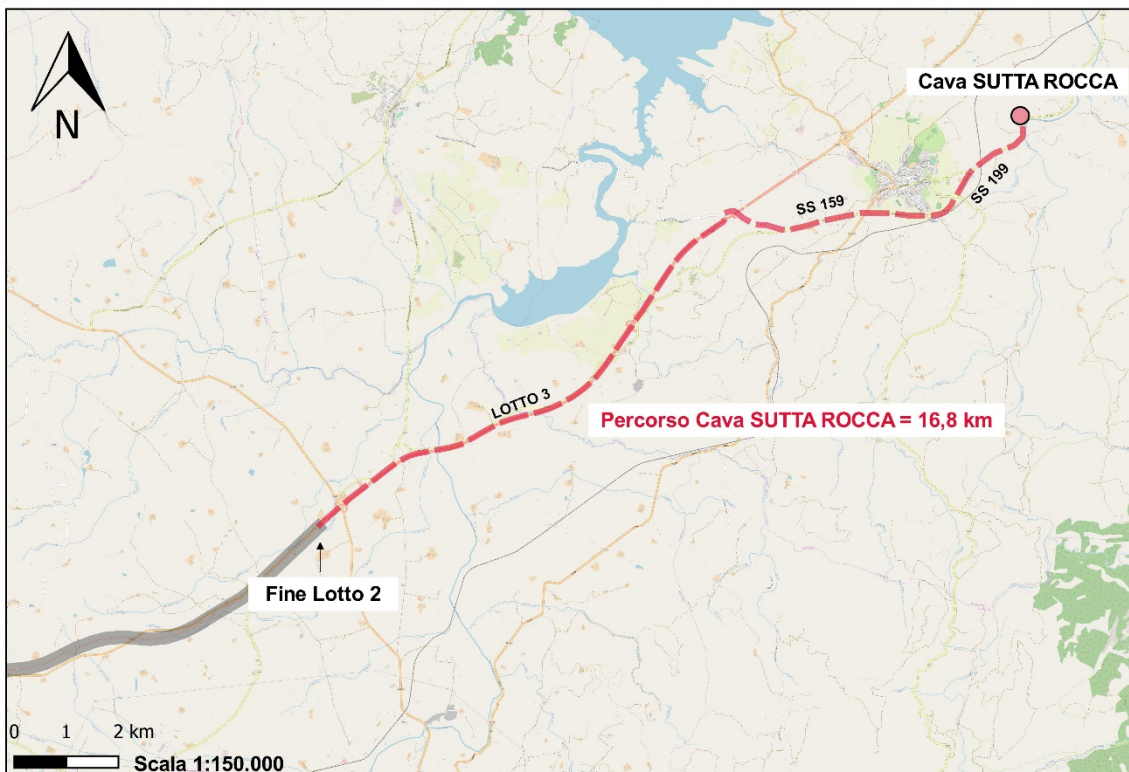 N
Cava SUTTA ROCCA
SS 159
SS 199
LOTTO 3
Percorso Cava SUTTA ROCCA = 16,8 km
Fine Lotto 2
0 1 2 km
Scala 1:150.000